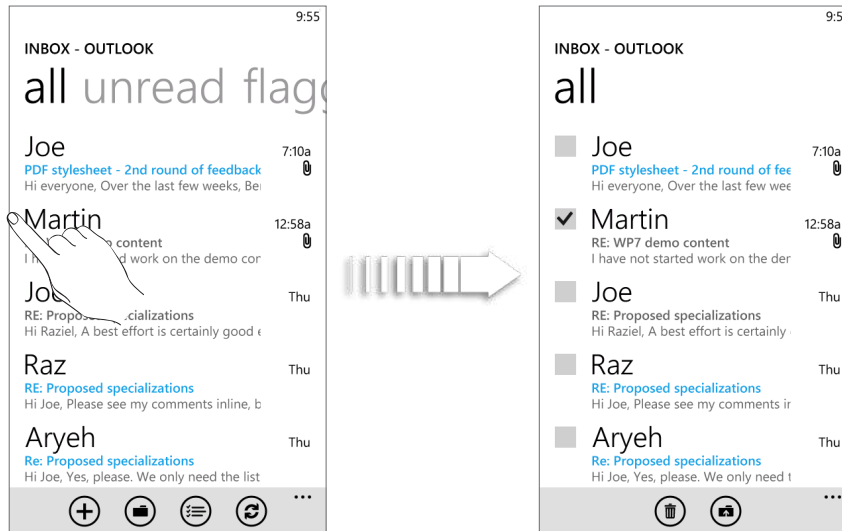 9:55
INBOX - OUTLOOK
all unread flagg
Joe
7:10a
PDF stylesheet - 2nd round of feedback
Hi everyone, Over the last few weeks, Be
Martin
12:58a
content
I work on the demo con
Joe
Thu
RE:
Hi Raziel, A best effort is certainly good e
Raz
Thu
RE: Proposed specializations
Hi Joe, Please see my comments inline, b
Aryeh
Thu
Re: Proposed specializations
Hi Joe, Yes, please. We only need the list
...
9:5
INBOX - OUTLOOK
all
Joe
7:10a
PDF stylesheet - 2nd round of fee
Hi everyone, Over the last few wee
Martin
12:58a
RE: WP7 demo content
I have not started work on the der
Joe
Thu
RE: Proposed specializations
Hi Raziel, A best effort is certainly
Raz
Thu
RE: Proposed specializations
Hi Joe, Please see my comments ir
Aryeh
Thu
Re: Proposed specializations
Hi Joe, Yes, please. We only need t
...